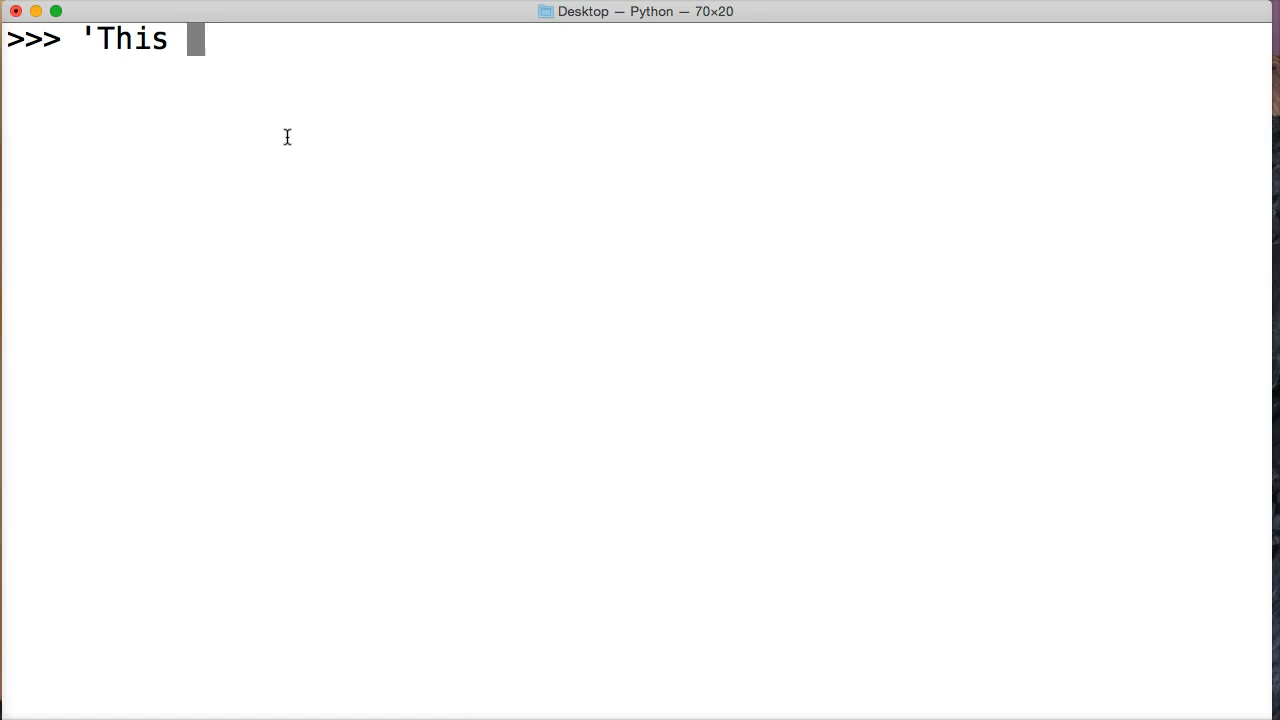 Desktop — Python — 70×20
>>> 'This